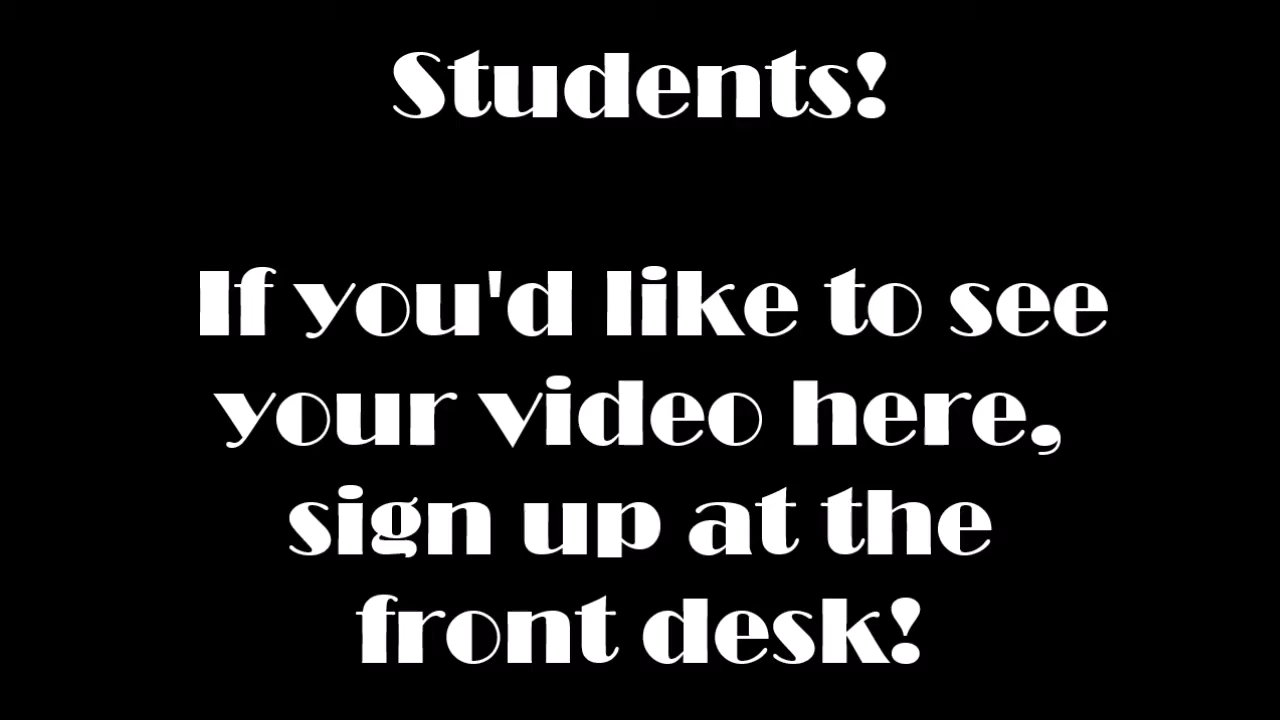 Students!
If you'd like to see
your video here,
sign up at the
front desk!